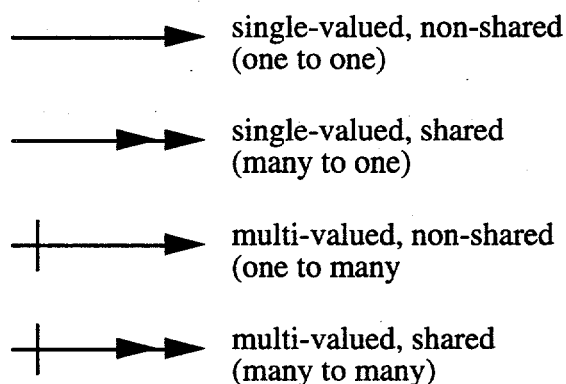 single-valued, non-shared
(one to one)
single-valued, shared
(many to one)
multi-valued, non-shared
(one to many
multi-valued, shared
(many to many)